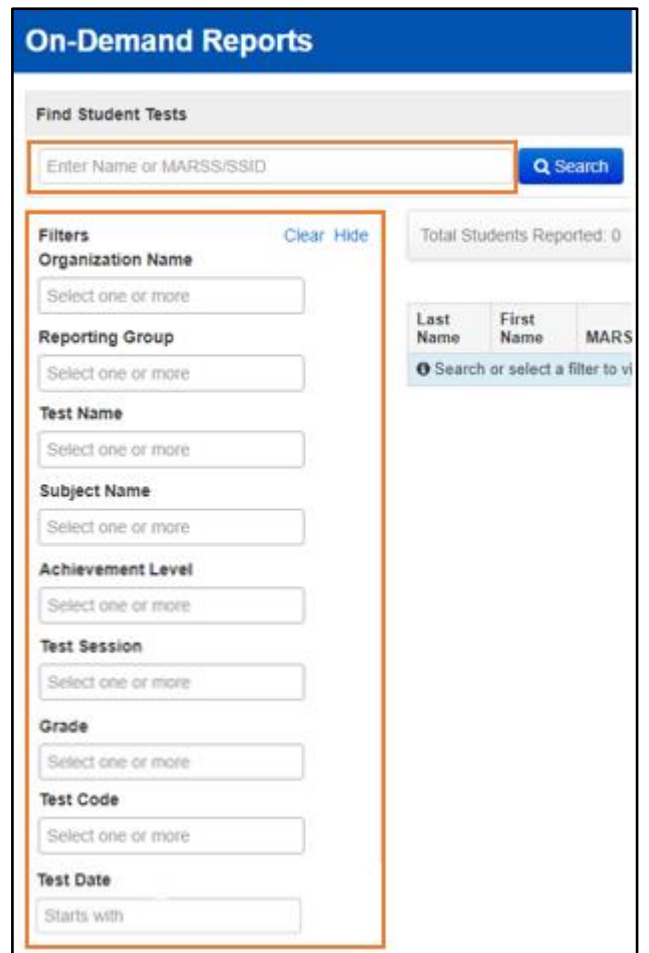 On-Demand Reports
Find Student Tests
Enter Name or MARSS/SSID
Search
Filters Clear Hide
Organization Name
Select one or more
Reporting Group
Select one or more
Test Name
Select one or more
Subject Name
Select one or more
Achievement Level
Select one or more
Test Session
Select one or more
Grade
Select one or more
Test Code
Select one or more
Test Date
Starts with
Total Students Reported: 0
Last Name First Name MARS
Search or select a filter to vi